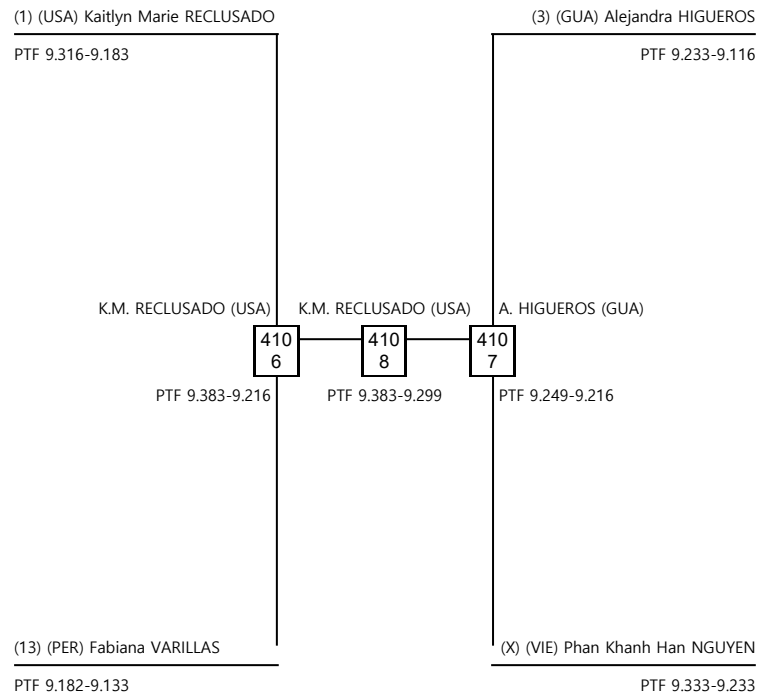 (1) (USA) Kaitlyn Marie RECLUSADO
(3) (GUA) Alejandra HIGUEROS
PTF 9.316-9.183
PTF 9.233-9.116
K.M. RECLUSADO (USA)
K.M. RECLUSADO (USA)
A. HIGUEROS (GUA)
410
6
410
8
410
7
PTF 9.383-9.216
PTF 9.383-9.299
PTF 9.249-9.216
(13) (PER) Fabiana VARILLAS
(X) (VIE) Phan Khanh Han NGUYEN
PTF 9.182-9.133
PTF 9.333-9.233